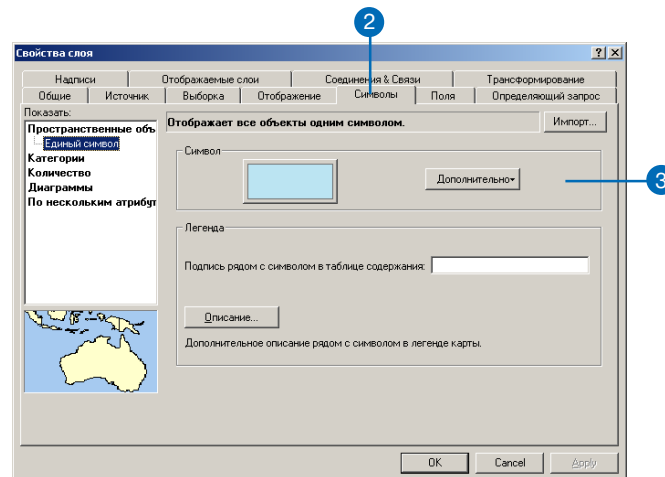 2
Свойства слоя
Надписи
Отображаемые слои
Соединения & Связи
Трансформирование
Общие
Источник
Выборка
Отображение
Символы
Поля
Определяющий запрос
Показать:
Пространственные объ
Единый символ
Категории
Количество
Диаграммы
По нескольким атрибут
Отображает все объекты одним символом.
Импорт...
Символ
Дополнительно
3
Легенда
Подпись рядом с символом в таблице содержания:
Описание...
Дополнительное описание рядом с символом в легенде карты.
OK
Cancel
Apply